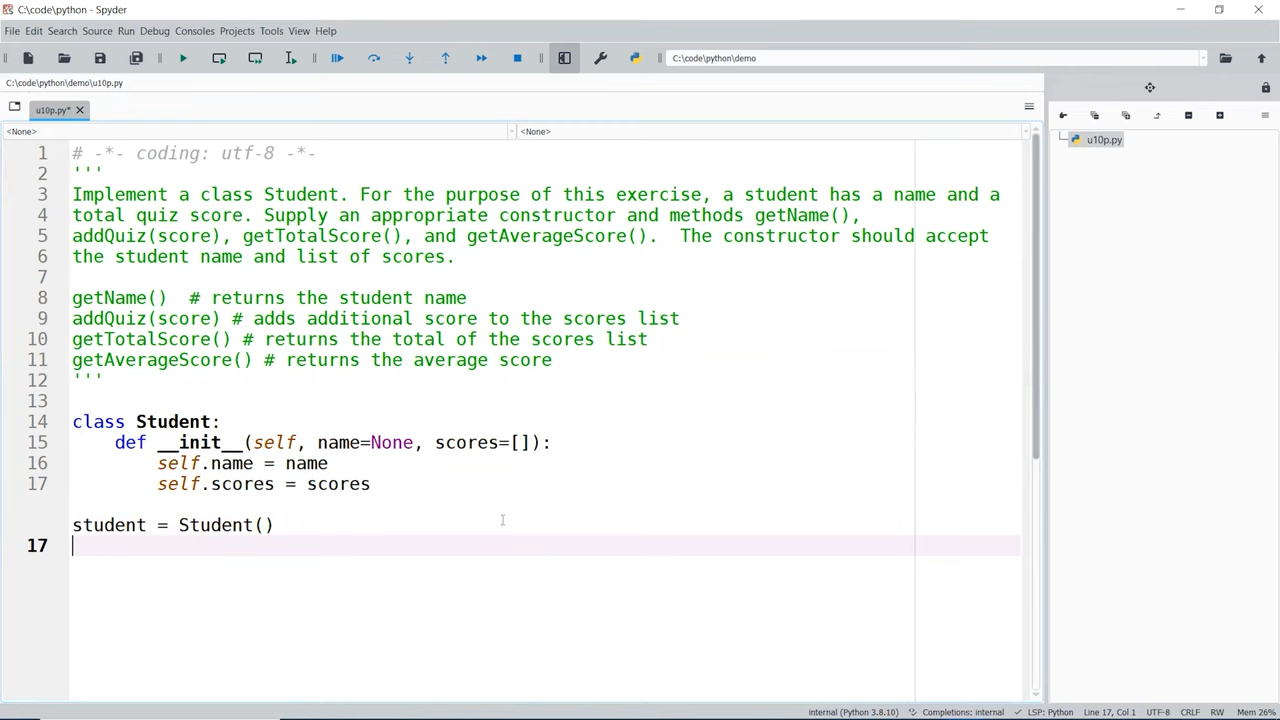 C:\code\python - Spyder
File Edit Search Source Run Debug Consoles Projects Tools View Help
C:\code\python\demo
C:\code\python\demo\u10p.py
u10p.py*
<None> <None>
u10p.py
1 # -*- coding: utf-8 -*-
2 '''
3 Implement a class Student. For the purpose of this exercise, a student has a name and a
4 total quiz score. Supply an appropriate constructor and methods getName(),
5 addQuiz(score), getTotalScore(), and getAverageScore().  The constructor should accept
6 the student name and list of scores.
7
8 getName()  # returns the student name
9 addQuiz(score) # adds additional score to the scores list
10 getTotalScore() # returns the total of the scores list
11 getAverageScore() # returns the average score
12 '''
13
14 class Student:
15     def __init__(self, name=None, scores=[]):
16         self.name = name
17         self.scores = scores
student = Student()
17
internal (Python 3.8.10) Completions: internal LSP: Python Line 17, Col 1 UTF-8 CRLF RW Mem 26%